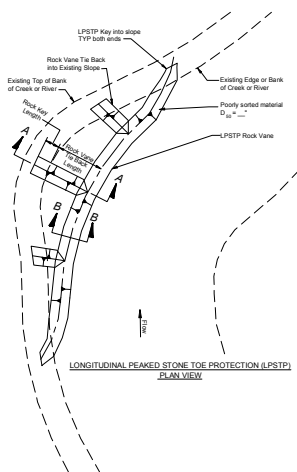 LPSTP Key into slope
TYP both ends
Rock Vane Tie Back
into Existing Slope
Existing Top of Bank
of Creek or River
Existing Edge or Bank
of Creek or River
Rock Key
Length
Poorly sorted material
D50 = __"
LPSTP Rock Vane
Rock Vane
Tie Back
Length
A
A
B
B
Flow
LONGITUDINAL PEAKED STONE TOE PROTECTION (LPSTP)
PLAN VIEW